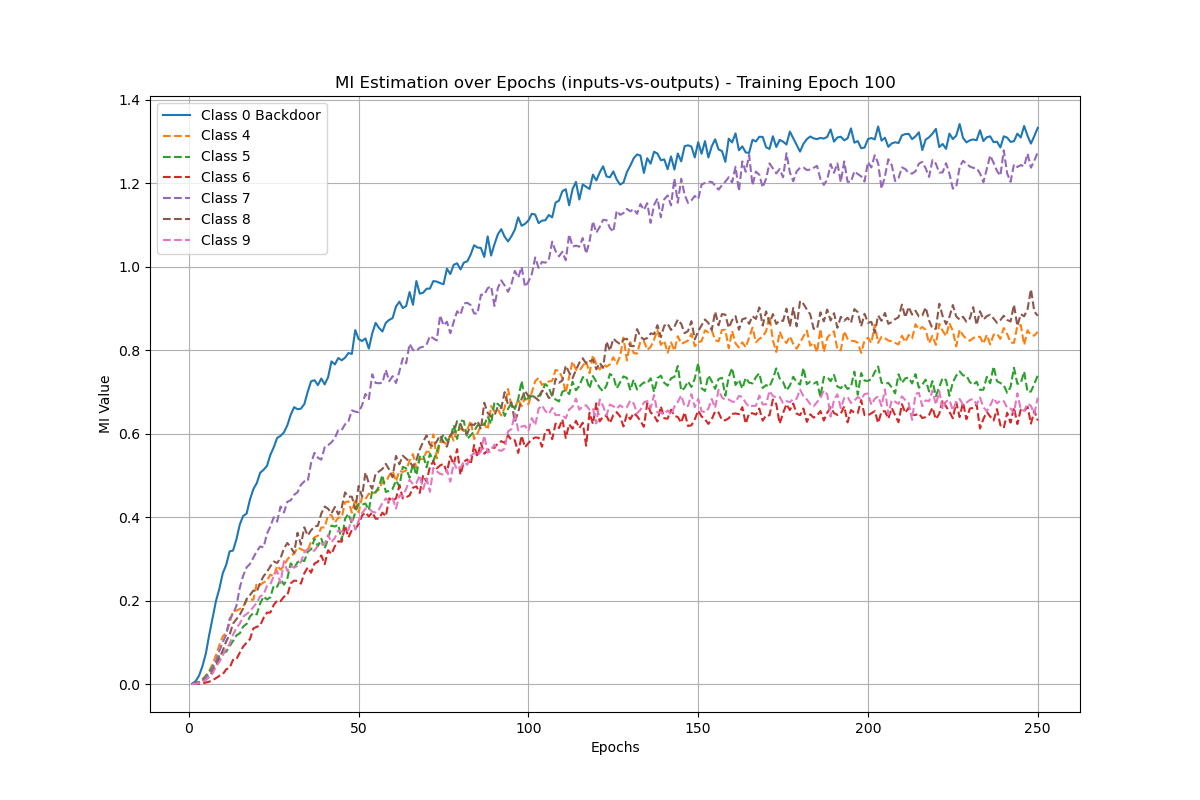 MI Estimation over Epochs (inputs-vs-outputs) - Training Epoch 100
Class 0 Backdoor
Class 4
Class 5
Class 6
Class 7
Class 8
Class 9
MI Value
1.4
1.2
1.0
0.8
0.6
0.4
0.2
0.0
0
50
100
150
200
250
Epochs